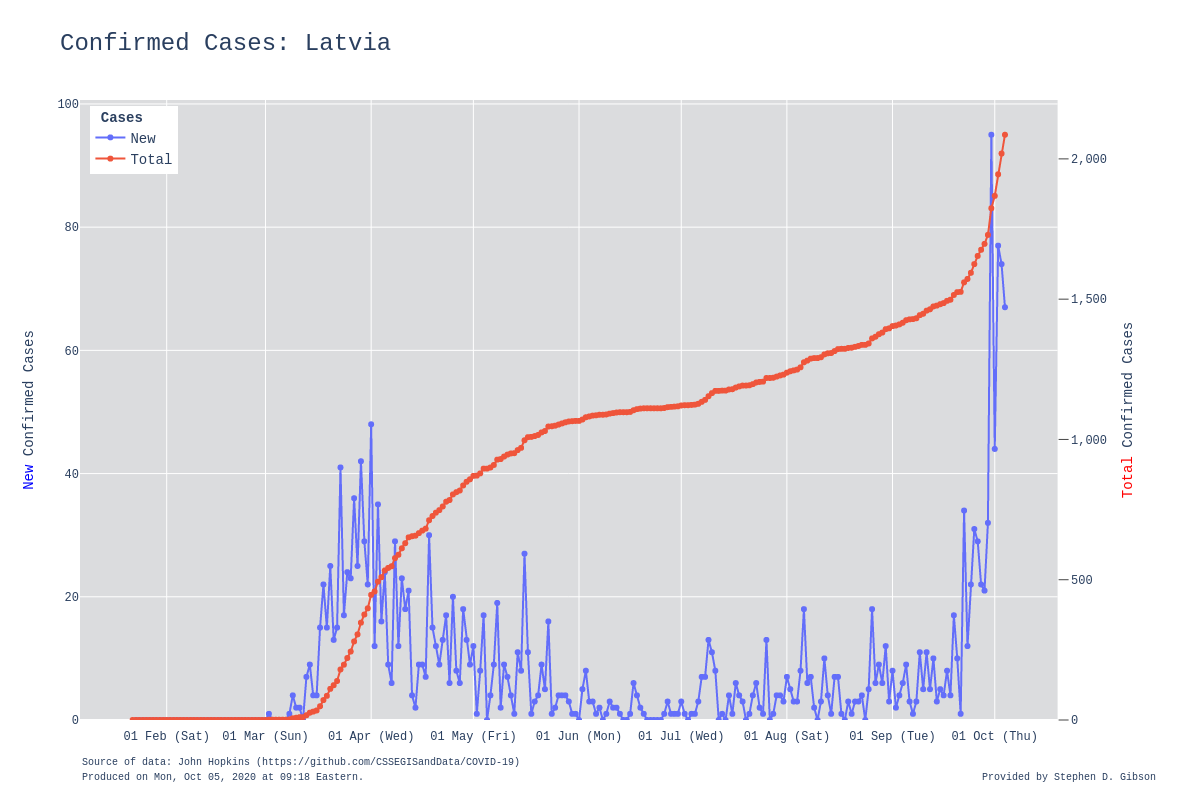 Confirmed Cases: Latvia
Cases
New
Total
100
80
60
40
20
0
2,000
1,500
1,000
500
0
New Confirmed Cases
Total Confirmed Cases
01 Feb (Sat) 01 Mar (Sun) 01 Apr (Wed) 01 May (Fri) 01 Jun (Mon) 01 Jul (Wed) 01 Aug (Sat) 01 Sep (Tue) 01 Oct (Thu)
Source of data: John Hopkins (https://github.com/CSSEGISandData/COVID-19)
Produced on Mon, Oct 05, 2020 at 09:18 Eastern.
Provided by Stephen D. Gibson